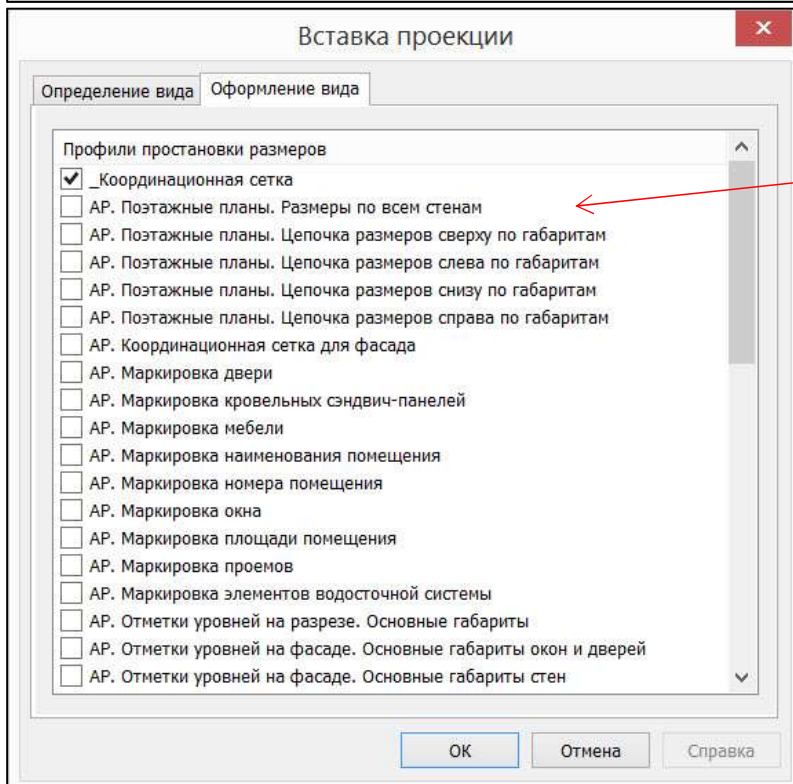 Вставка проекции
Определение вида
Оформление вида
Профили простановки размеров
_Координационная сетка
АР. Поэтажные планы. Размеры по всем стенам
АР. Поэтажные планы. Цепочка размеров сверху по габаритам
АР. Поэтажные планы. Цепочка размеров слева по габаритам
АР. Поэтажные планы. Цепочка размеров снизу по габаритам
АР. Поэтажные планы. Цепочка размеров справа по габаритам
АР. Координационная сетка для фасада
АР. Маркировка двери
АР. Маркировка кровельных сэндвич-панелей
АР. Маркировка мебели
АР. Маркировка наименования помещения
АР. Маркировка номера помещения
АР. Маркировка окна
АР. Маркировка площади помещения
АР. Маркировка проемов
АР. Маркировка элементов водосточной системы
АР. Отметки уровней на разрезе. Основные габариты
АР. Отметки уровней на фасаде. Основные габариты окон и дверей
АР. Отметки уровней на фасаде. Основные габариты стен
ОК
Отмена
Справка